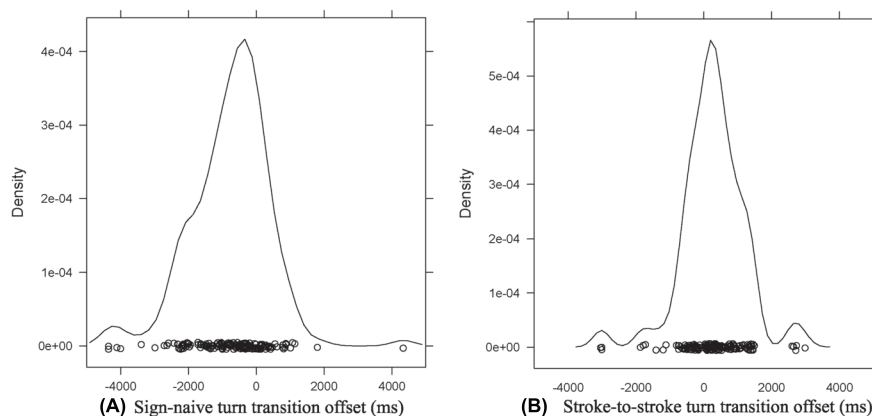 4e-04
3e-04
2e-04
1e-04
0e+00
Density
-4000 -2000 0 2000 4000
(A) Sign-naive turn transition offset (ms)
5e-04
4e-04
3e-04
2e-04
1e-04
0e+00
Density
-4000 -2000 0 2000 4000
(B) Stroke-to-stroke turn transition offset (ms)